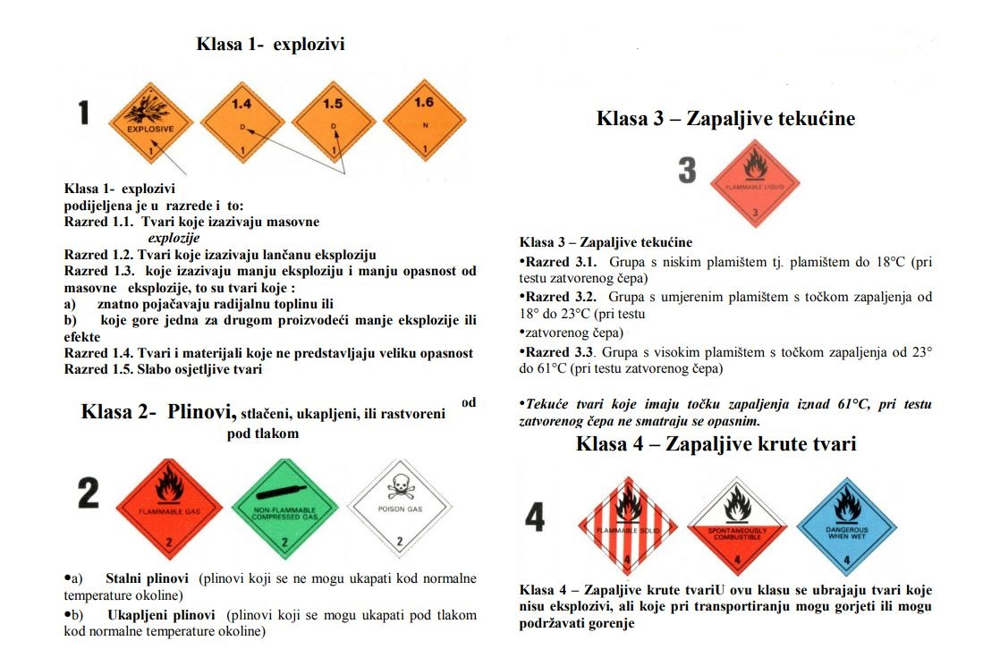 Klasa 1- explozivi
1
EXPLOSIVE
1
1.4
D
1
1.5
D
1
1.6
N
1
Klasa 1- explozivi
podijeljena je u razrede i to:
Razred 1.1. Tvari koje izazivaju masovne
explozije
Razred 1.2. Tvari koje izazivaju lančanu eksploziju
Razred 1.3. koje izazivaju manju eksploziju i manju opasnost od
masovne eksplozije, to su tvari koje :
a) znatno pojačavaju radijalnu toplinu ili
b) koje gore jedna za drugom proizvodeći manje eksplozije ili
efekte
Razred 1.4. Tvari i materijali koje ne predstavljaju veliku opasnost
Razred 1.5. Slabo osjetljive tvari
od
Klasa 2- Plinovi, stlačeni, ukapljeni, ili rastvoreni
pod tlakom
2
FLAMMABLE GAS
2
NON-FLAMMABLE
COMPRESSED GAS
2
POISON GAS
2
•a) Stalni plinovi (plinovi koji se ne mogu ukapati kod normalne
temperature okoline)
•b) Ukapljeni plinovi (plinovi koji se mogu ukapati pod tlakom
kod normalne temperature okoline)
Klasa 3 – Zapaljive tekućine
3
FLAMMABLE LIQUID
3
Klasa 3 – Zapaljive tekućine
•Razred 3.1. Grupa s niskim plamištem tj. plamištem do 18°C (pri
testu zatvorenog čepa)
•Razred 3.2. Grupa s umjerenim plamištem s točkom zapaljenja od
18° do 23°C (pri testu
•zatvorenog čepa)
•Razred 3.3. Grupa s visokim plamištem s točkom zapaljenja od 23°
do 61°C (pri testu zatvorenog čepa)
•Tekuće tvari koje imaju točku zapaljenja iznad 61°C, pri testu
zatvorenog čepa ne smatraju se opasnim.
Klasa 4 – Zapaljive krute tvari
4
FLAMMABLE SOLID
4
SPONTANEOUSLY
COMBUSTIBLE
4
DANGEROUS
WHEN WET
4
Klasa 4 – Zapaljive krute tvariU ovu klasu se ubrajaju tvari koje
nisu eksplozivi, ali koje pri transportiranju mogu gorjeti ili mogu
podržavati gorenje